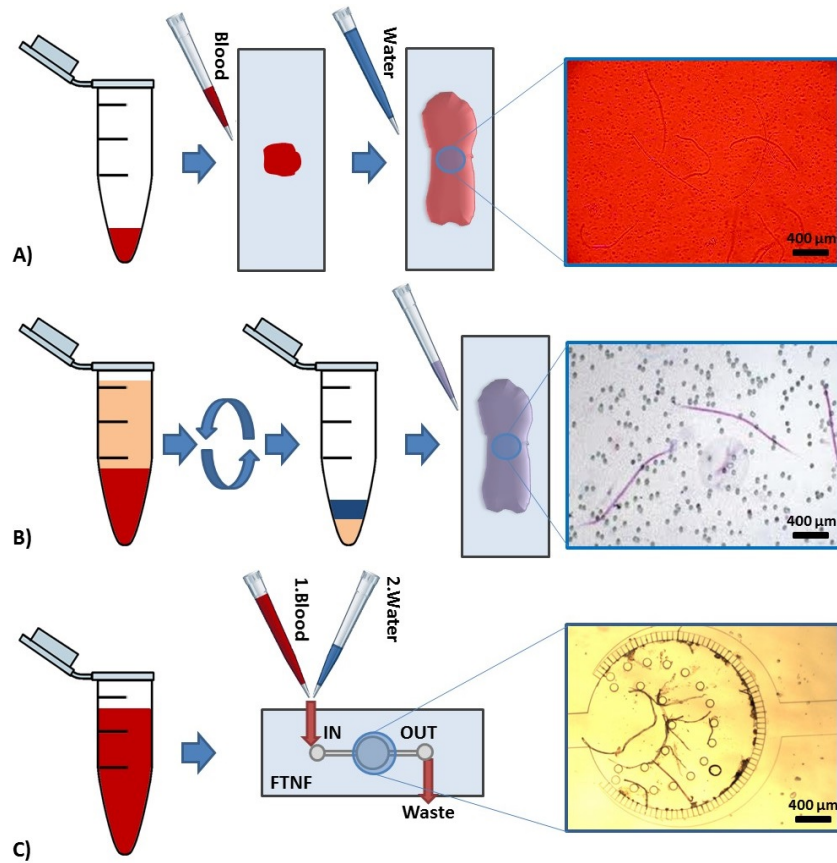 Blood
Water
400 µm
A)
400 µm
B)
1.Blood
2.Water
IN
OUT
FTNF
Waste
400 µm
C)